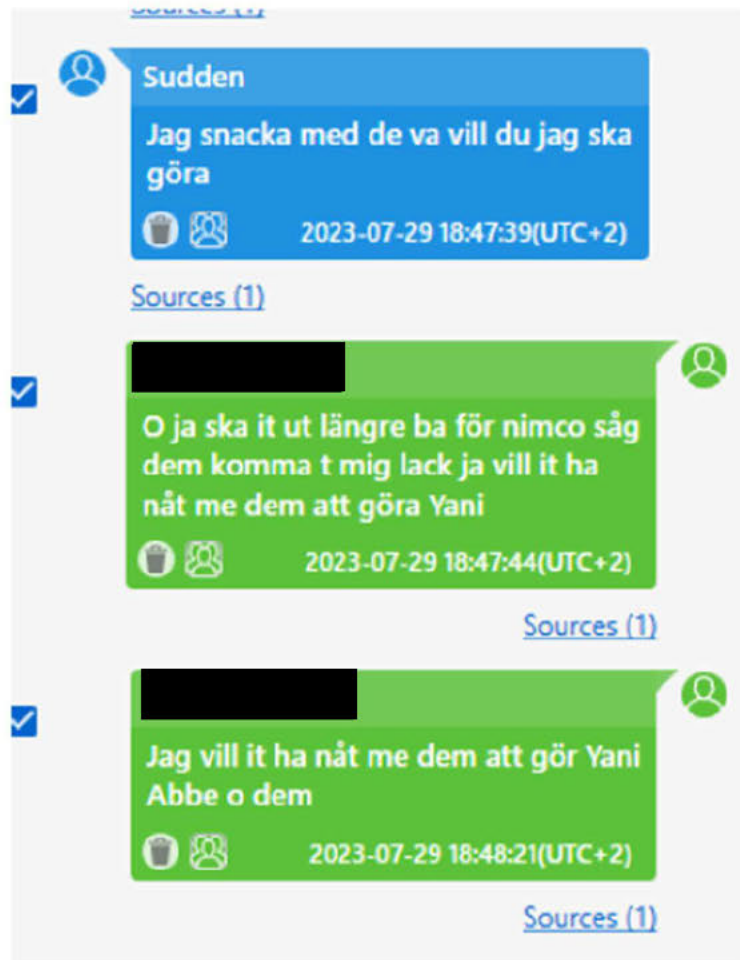 Sources (1)
Sudden
Jag snacka med de va vill du jag ska
göra
2023-07-29 18:47:39(UTC+2)
Sources (1)
O ja ska it ut längre ba för nimco såg
dem komma t mig lack ja vill it ha
nåt me dem att göra Yani
2023-07-29 18:47:44(UTC+2)
Sources (1)
Jag vill it ha nåt me dem att gör Yani
Abbe o dem
2023-07-29 18:48:21(UTC+2)
Sources (1)